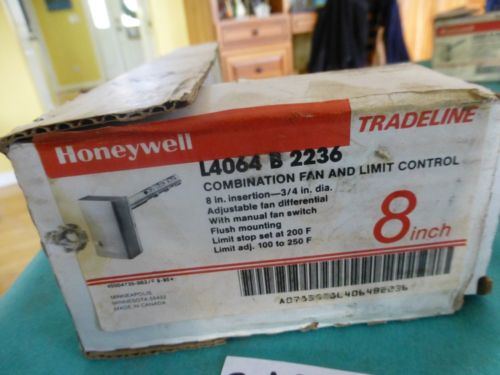 TRADELINE
Honeywell
L4064 B 2236
COMBINATION FAN AND LIMIT CONTROL
8 in. insertion—3/4 in. dia.
Adjustable fan differential
With manual fan switch
Flush mounting
Limit stop set at 200 F
Limit adj. 100 to 250 F
8 inch
MINNEAPOLIS
MINNESOTA 55422
MADE IN CANADA